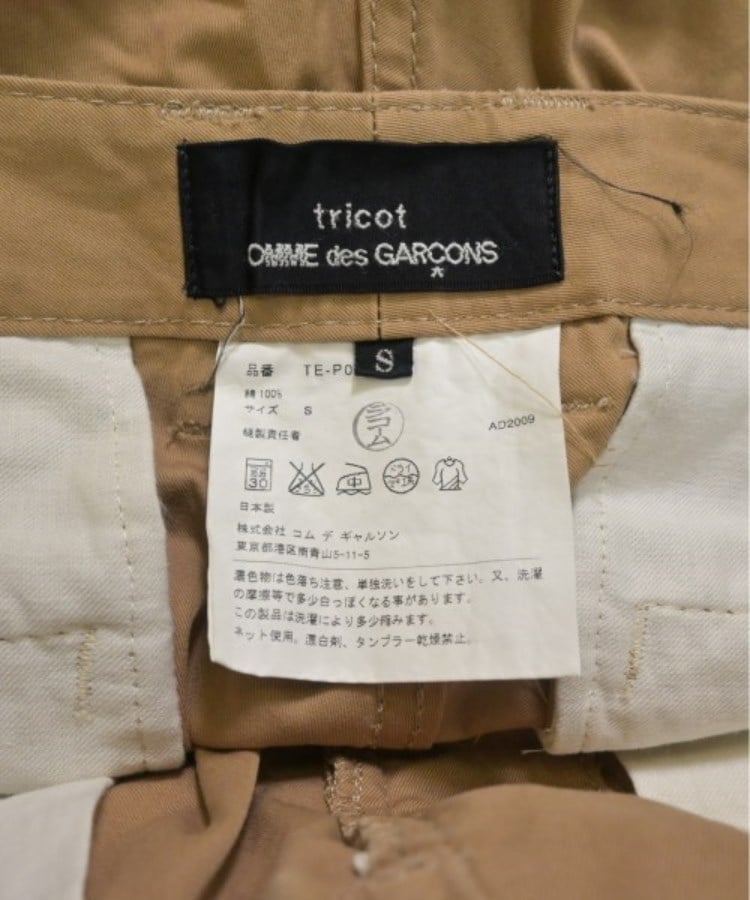 tricot
OMME des GARÇONS
S
品番 TE-P0
綿 100%
サイズ S
縫製責任者
AD2009
30 中 ドライ
日本製
株式会社 コム デ ギャルソン
東京都港区南青山5-11-5
濃色物は色落ち注意、単独洗いをして下さい。又、洗濯
の摩擦等で多少白っぽくなる事があります。
この製品は洗濯により多少縮みます。
ネット使用。漂白剤、タンブラー乾燥禁止。